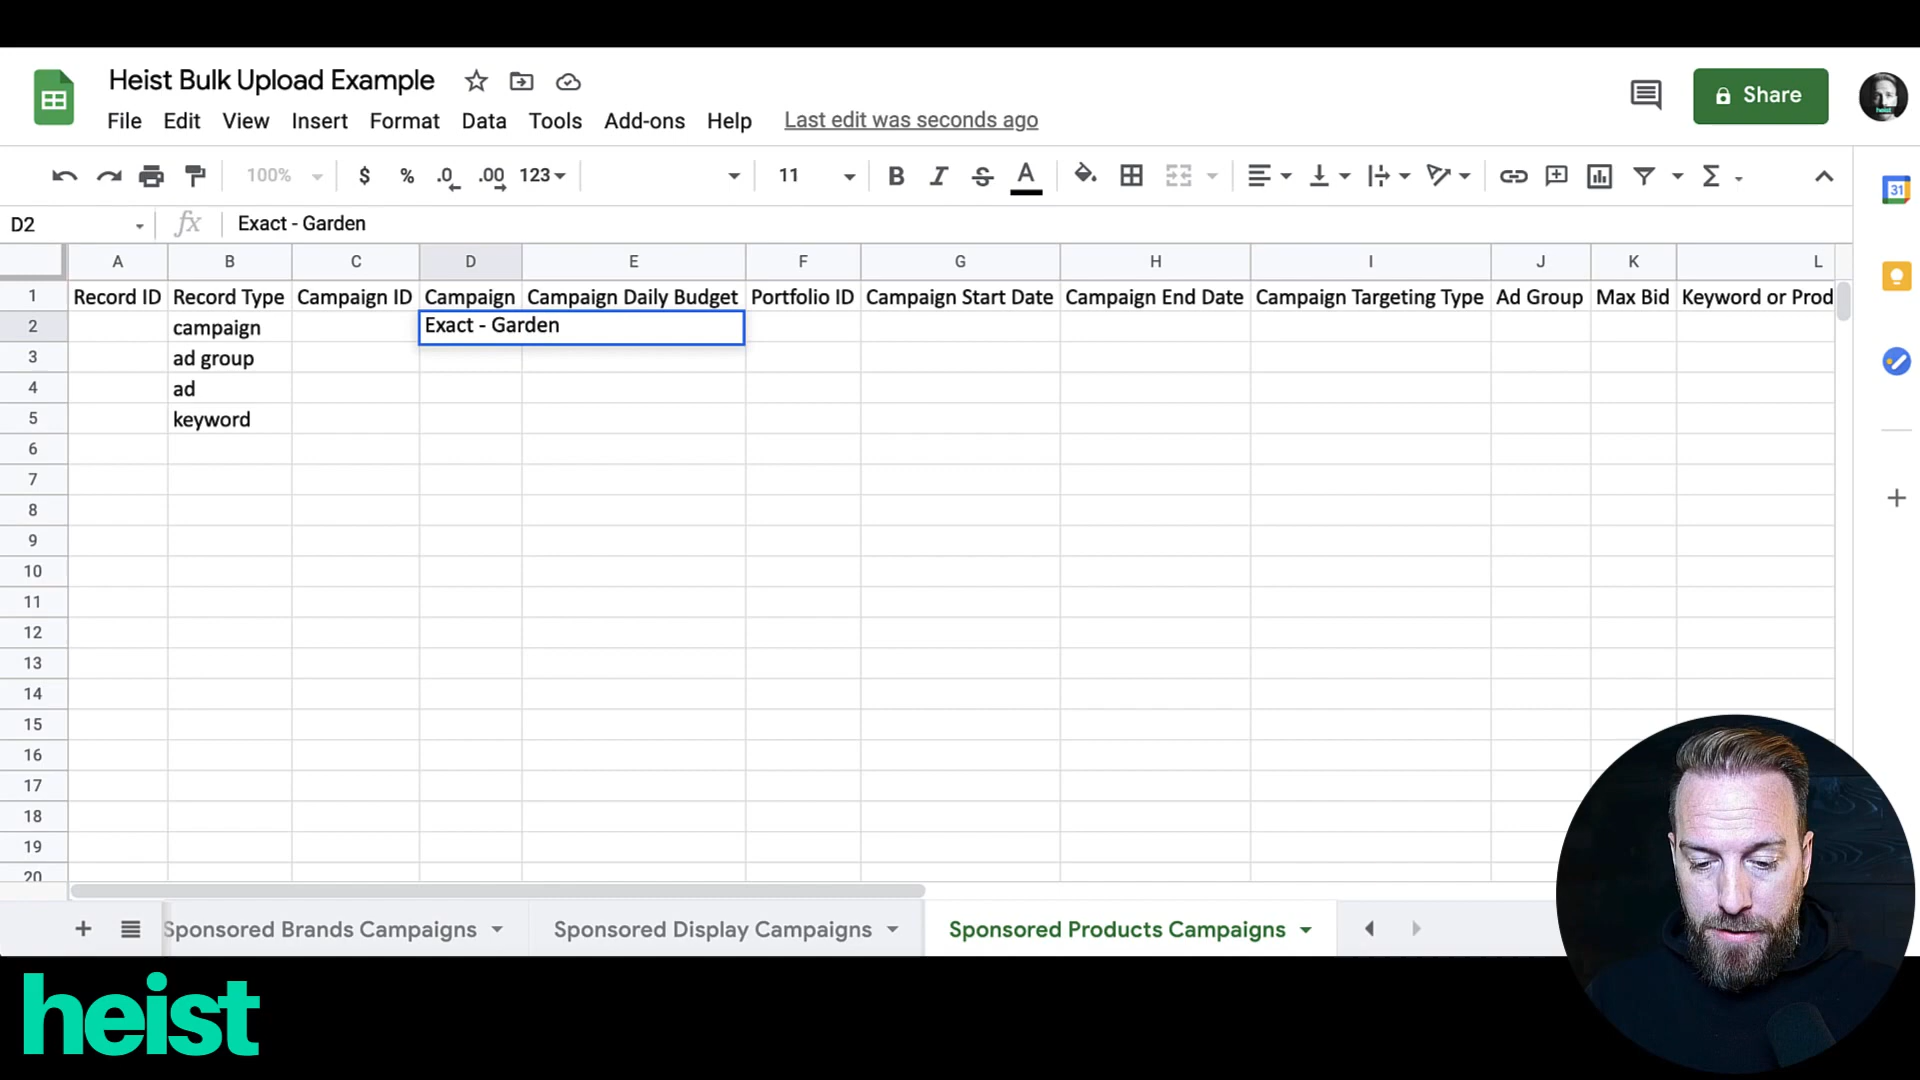 Heist Bulk Upload Example
File Edit View Insert Format Data Tools Add-ons Help Last edit was seconds ago
Share
100% $ % .0 .00 123 11 B I S A Σ
31
D2 fx Exact - Garden
A B C D E F G H I J K L
1 Record ID Record Type Campaign ID Campaign Campaign Daily Budget Portfolio ID Campaign Start Date Campaign End Date Campaign Targeting Type Ad Group Max Bid Keyword or Prod
2 campaign Exact - Garden
3 ad group
4 ad
5 keyword
6
7
8
9
10
11
12
13
14
15
16
17
18
19
20
Sponsored Brands Campaigns Sponsored Display Campaigns Sponsored Products Campaigns
heist